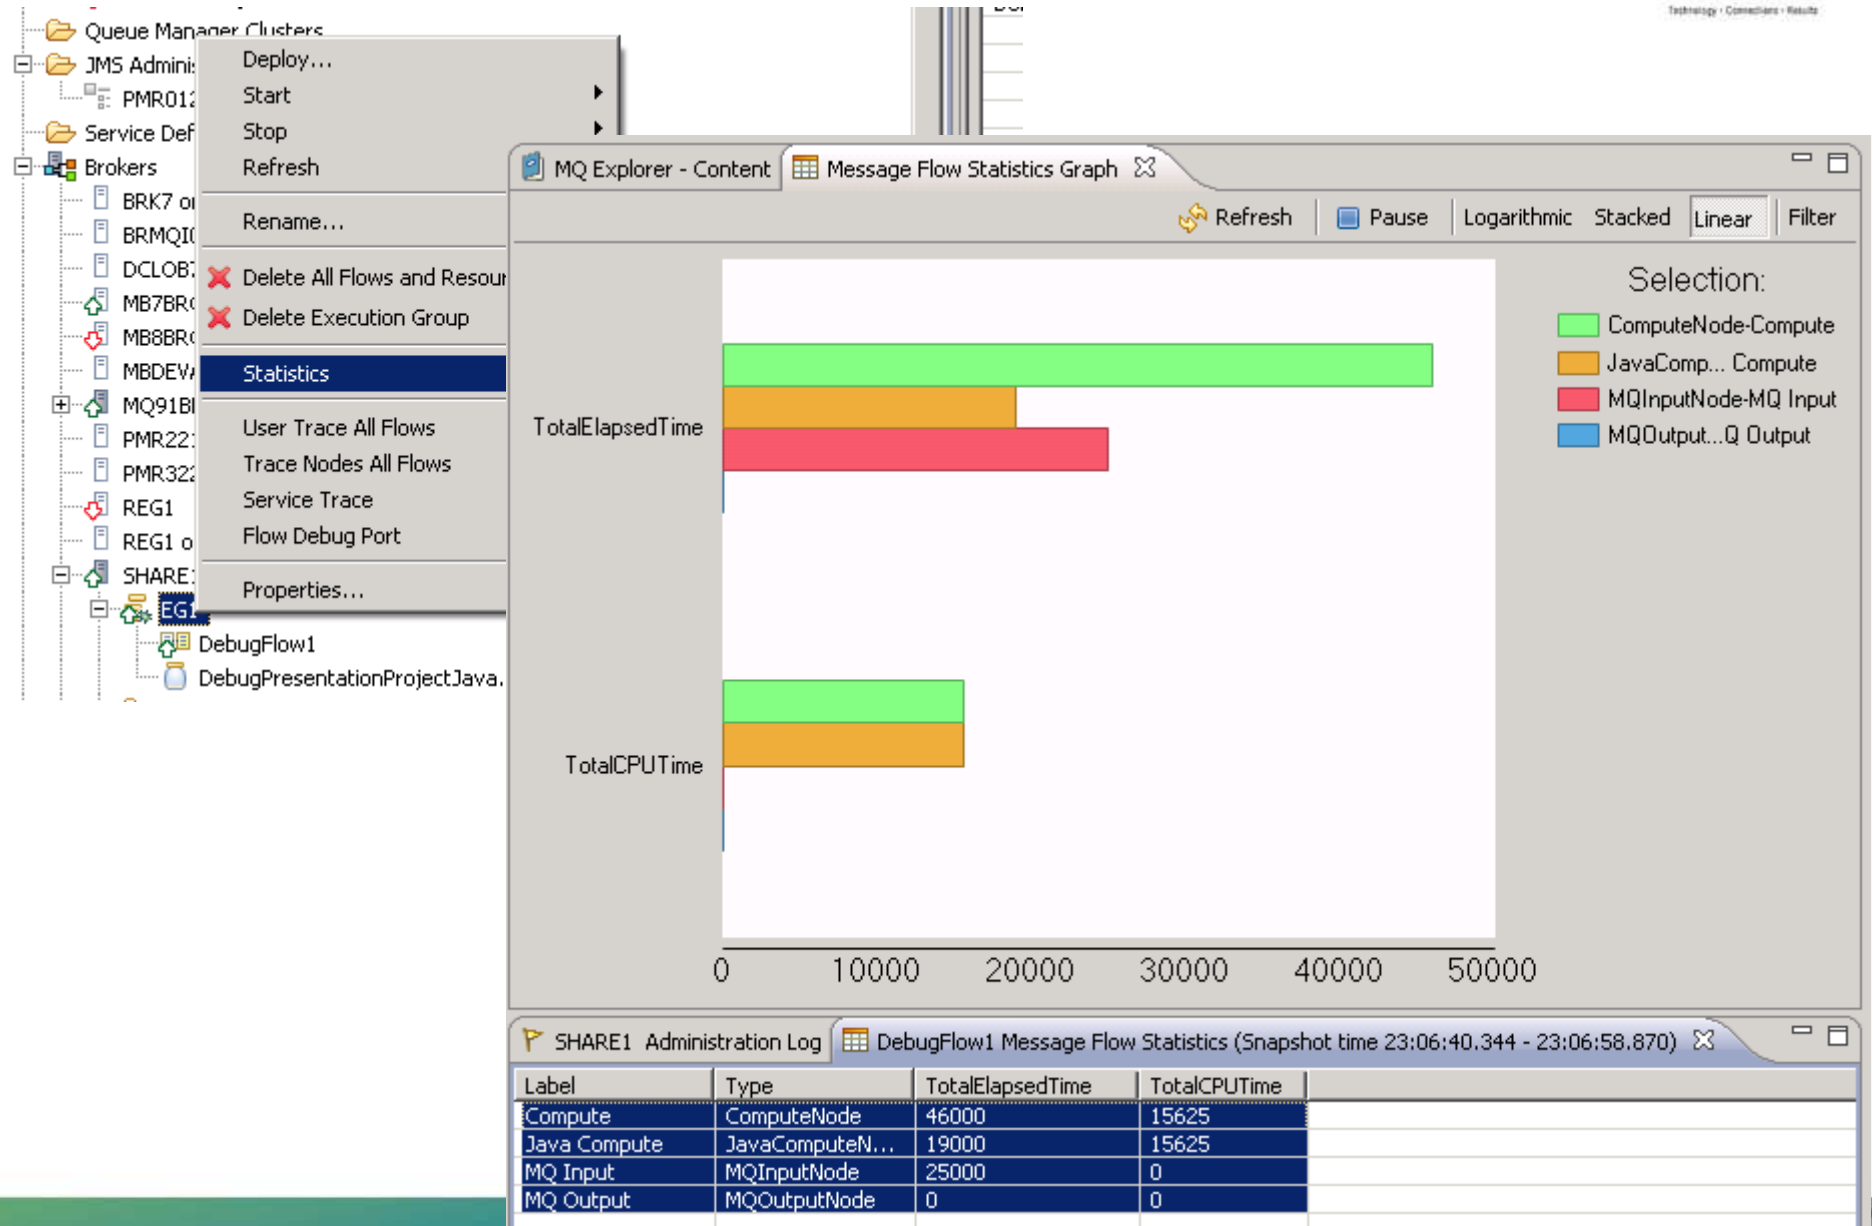 Technology • Connections • Results
Queue Manager Clusters
JMS Adminis
PMR012
Service Def
Brokers
BRK7 o
BRMQI
DCLOB7
MB7BR
MB8BR
MBDEV
MQ91B
PMR22
PMR322
REG1
REG1 o
SHARE1
EG1
DebugFlow1
DebugPresentationProjectJava.
Deploy...
Start
Stop
Refresh
Rename...
Delete All Flows and Resour
Delete Execution Group
Statistics
User Trace All Flows
Trace Nodes All Flows
Service Trace
Flow Debug Port
Properties...
MQ Explorer - Content
Message Flow Statistics Graph
Refresh Pause Logarithmic Stacked Linear Filter
Selection:
ComputeNode-Compute
JavaComp... Compute
MQInputNode-MQ Input
MQOutput...Q Output
TotalElapsedTime
TotalCPUTime
0 10000 20000 30000 40000 50000
SHARE1 Administration Log
DebugFlow1 Message Flow Statistics (Snapshot time 23:06:40.344 - 23:06:58.870)
Label Type TotalElapsedTime TotalCPUTime
Compute ComputeNode 46000 15625
Java Compute JavaComputeN... 19000 15625
MQ Input MQInputNode 25000 0
MQ Output MQOutputNode 0 0